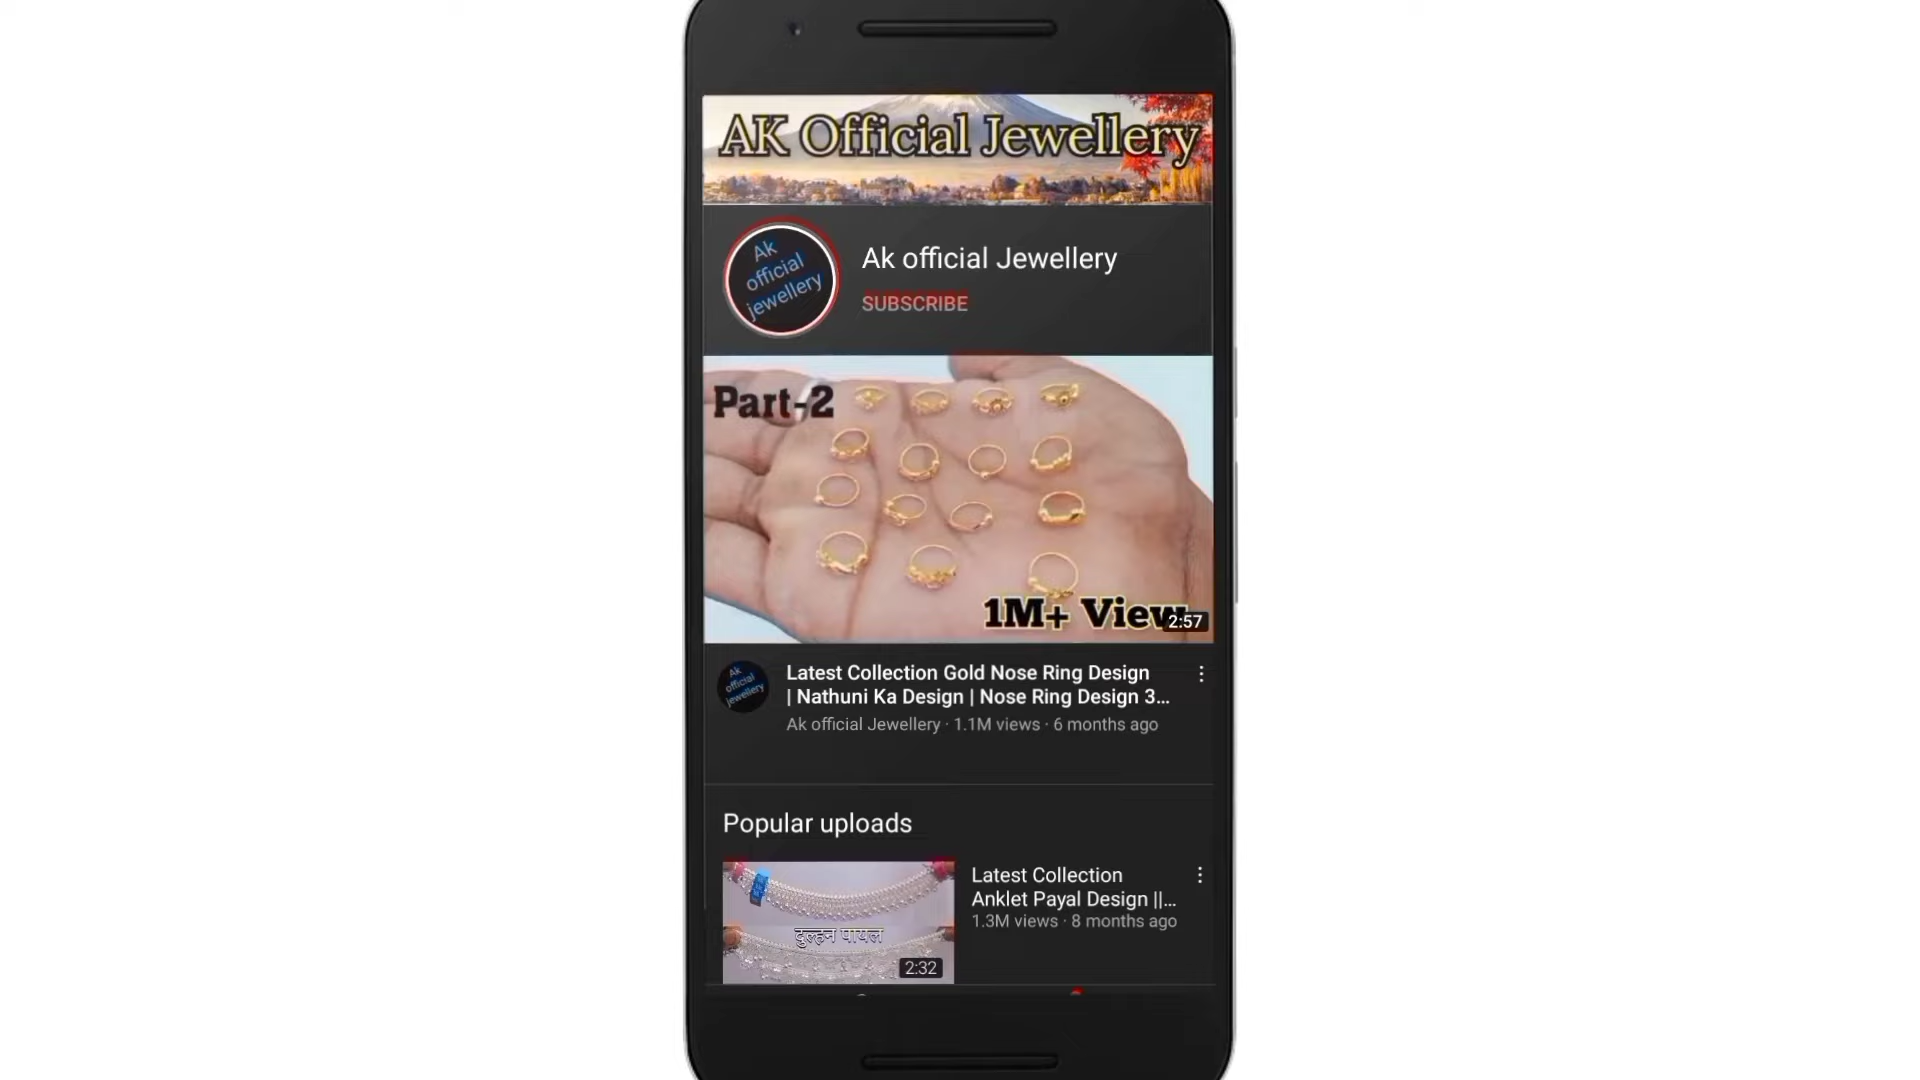 AK Official Jewellery
Ak
official
jewellery
Ak official Jewellery
SUBSCRIBE
Part-2
1M+ View
2:57
Ak
official
jewellery
Latest Collection Gold Nose Ring Design
| Nathuni Ka Design | Nose Ring Design 3...
Ak official Jewellery · 1.1M views · 6 months ago
Popular uploads
दुल्हन पायल
2:32
Latest Collection
Anklet Payal Design ||...
1.3M views · 8 months ago